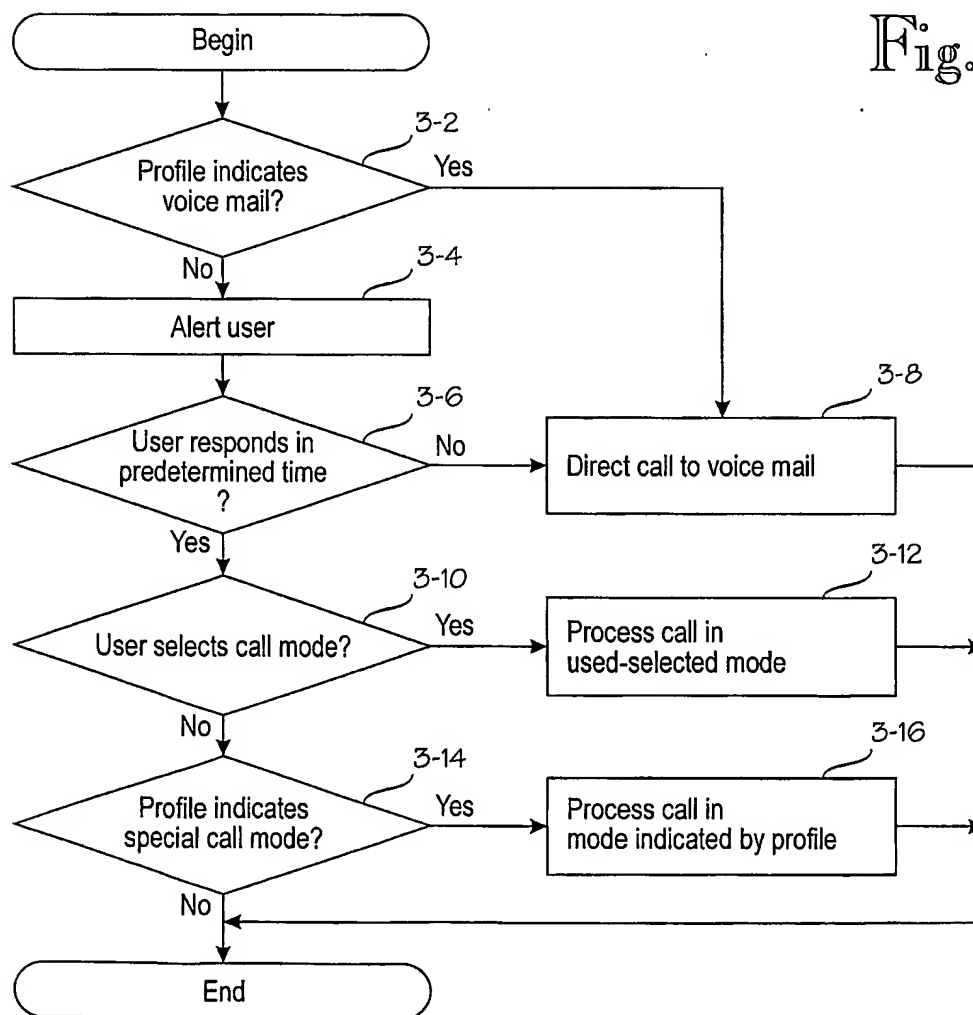 Fig.
Begin
3-2
Profile indicates
voice mail?
Yes
No
3-4
Alert user
3-6
User responds in
predetermined time
?
No
Yes
3-8
Direct call to voice mail
3-10
User selects call mode?
Yes
No
3-12
Process call in
used-selected mode
3-14
Profile indicates
special call mode?
Yes
No
3-16
Process call in
mode indicated by profile
End